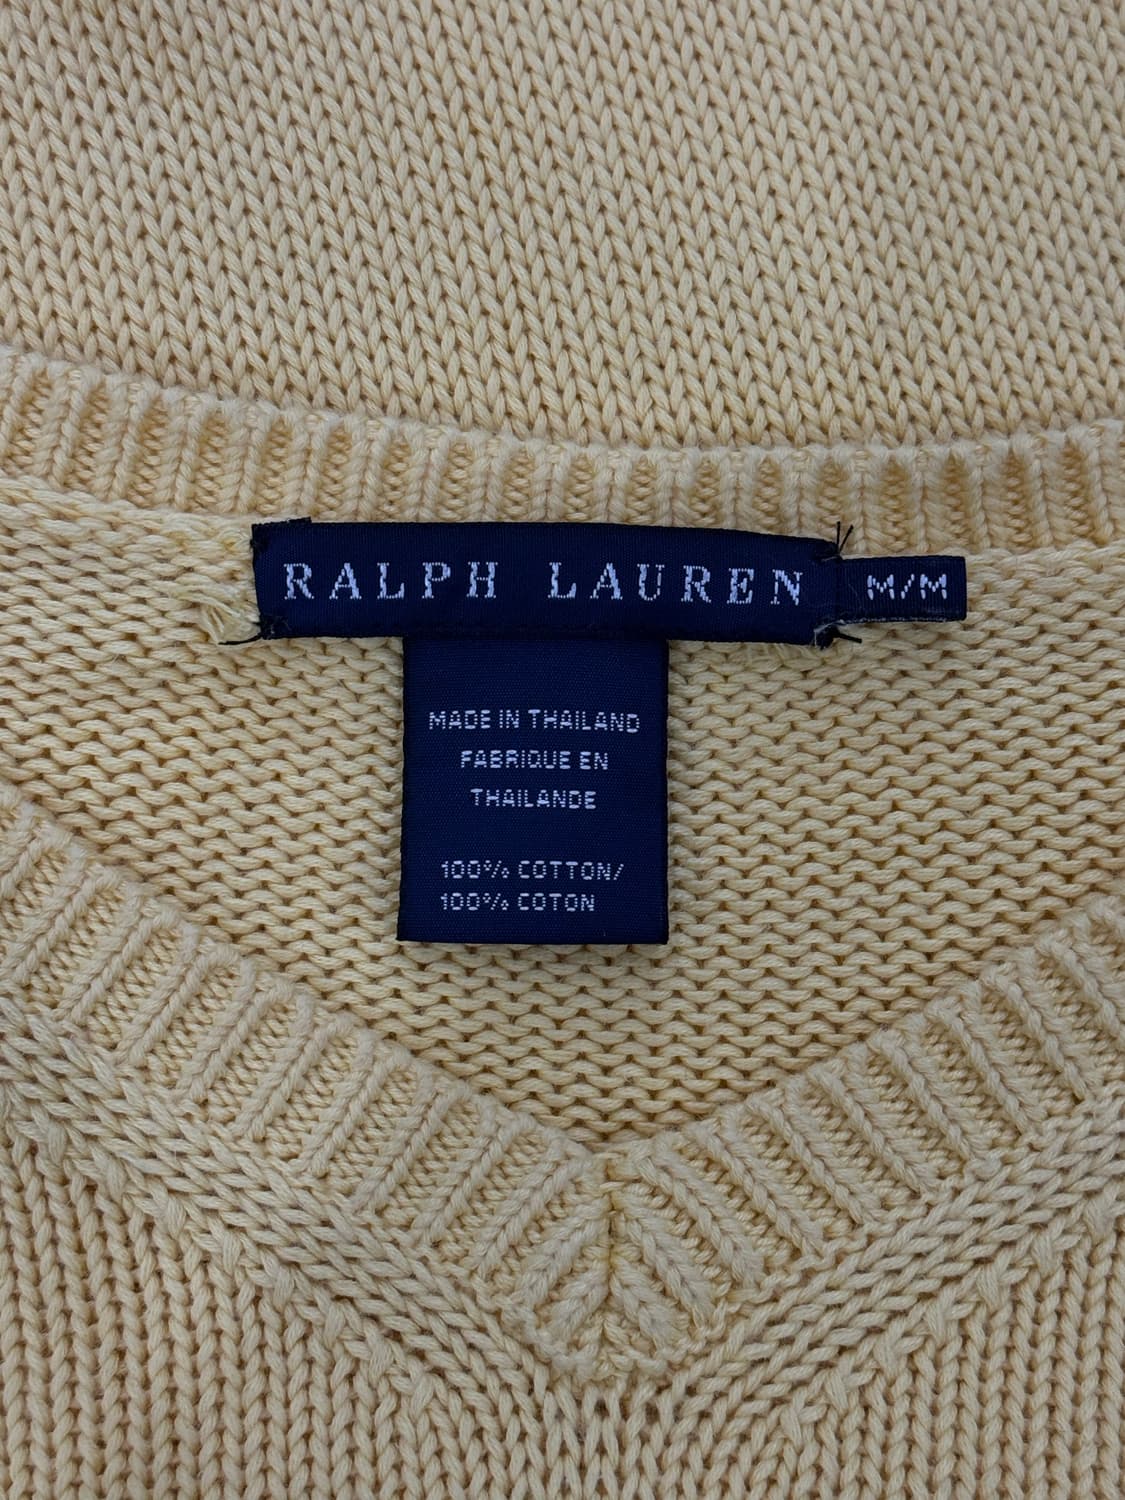 RALPH LAUREN
M/M
MADE IN THAILAND
FABRIQUE EN
THAILANDE
100% COTTON/
100% COTON